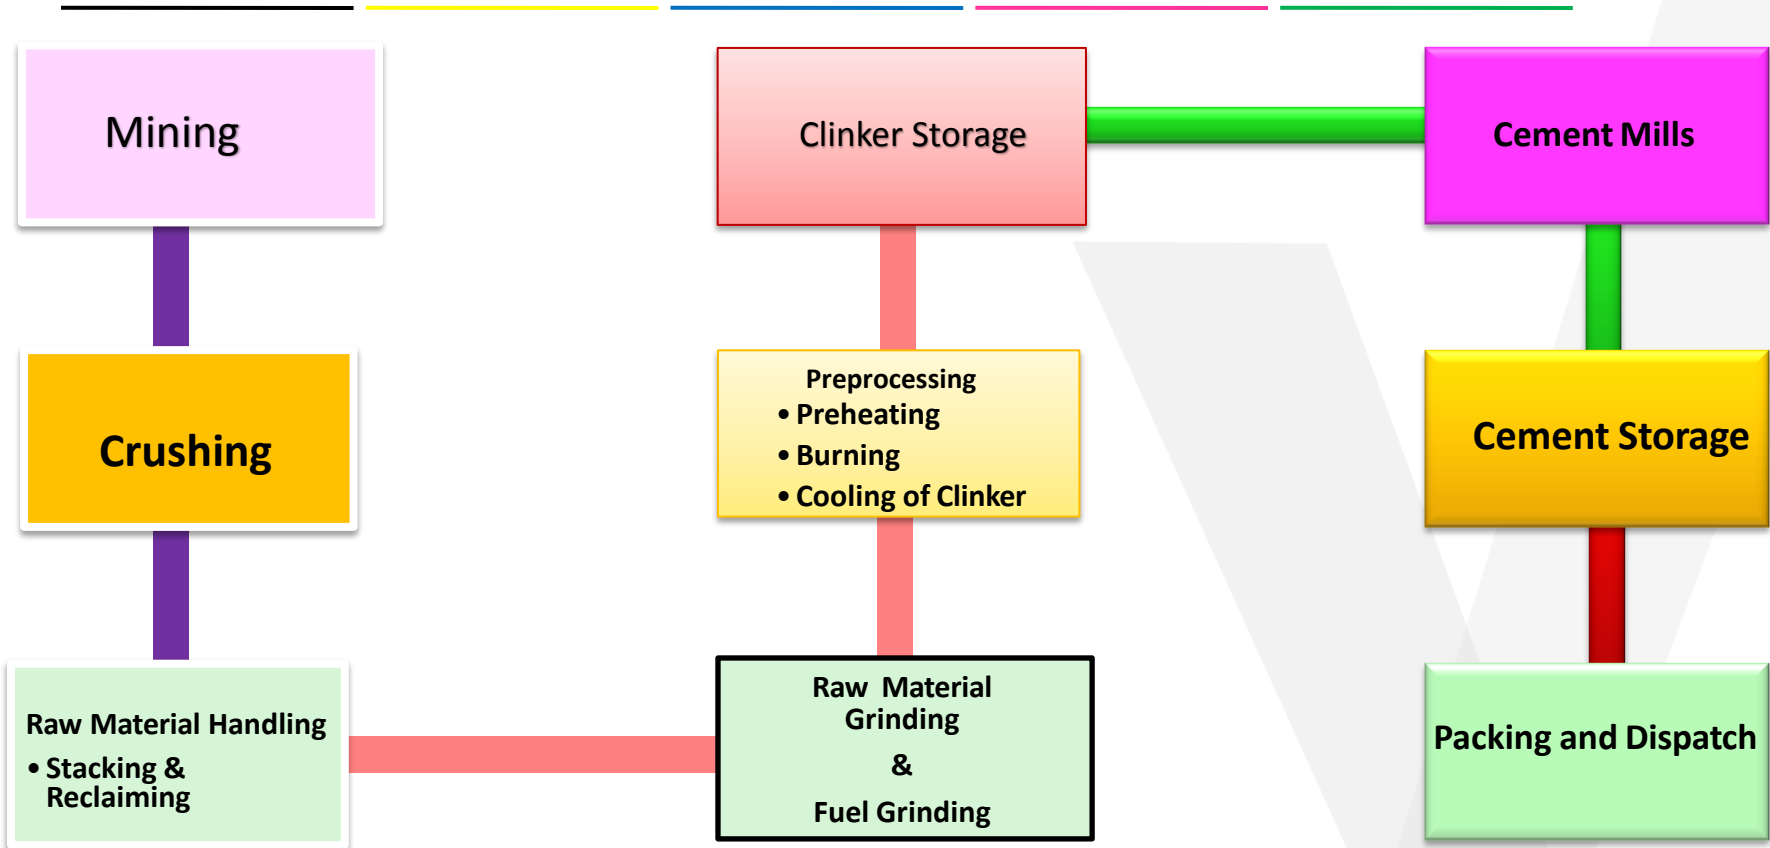 Mining
Crushing
Raw Material Handling
• Stacking &
Reclaiming
Raw Material
Grinding
&
Fuel Grinding
Preprocessing
• Preheating
• Burning
• Cooling of Clinker
Clinker Storage
Cement Mills
Cement Storage
Packing and Dispatch